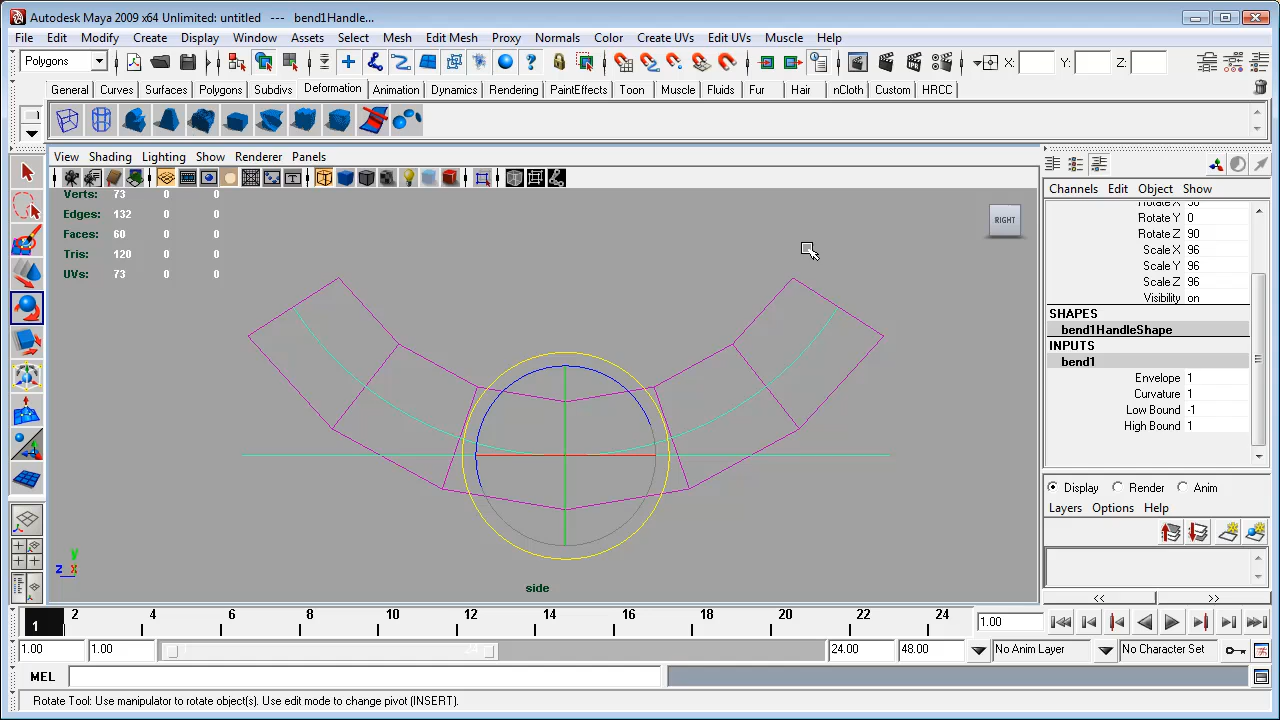 Autodesk Maya 2009 x64 Unlimited: untitled --- bend1Handle...
File Edit Modify Create Display Window Assets Select Mesh Edit Mesh Proxy Normals Color Create UVs Edit UVs Muscle Help
Polygons X: Y: Z:
General Curves Surfaces Polygons Subdivs Deformation Animation Dynamics Rendering PaintEffects Toon Muscle Fluids Fur Hair nCloth Custom HRCC
View Shading Lighting Show Renderer Panels
Verts: 73 0 0
Edges: 132 0 0
Faces: 60 0 0
Tris: 120 0 0
UVs: 73 0 0
RIGHT
side
y
z x
Channels Edit Object Show
Rotate Y 0
Rotate Z 90
Scale X 96
Scale Y 96
Scale Z 96
Visibility on
SHAPES
bend1HandleShape
INPUTS
bend1
Envelope 1
Curvature 1
Low Bound -1
High Bound 1
Display Render Anim
Layers Options Help
<< >>
1 2 4 6 8 10 12 14 16 18 20 22 24 1.00
1.00 1.00 1 24 24.00 48.00 No Anim Layer No Character Set
MEL
Rotate Tool: Use manipulator to rotate object(s). Use edit mode to change pivot (INSERT).